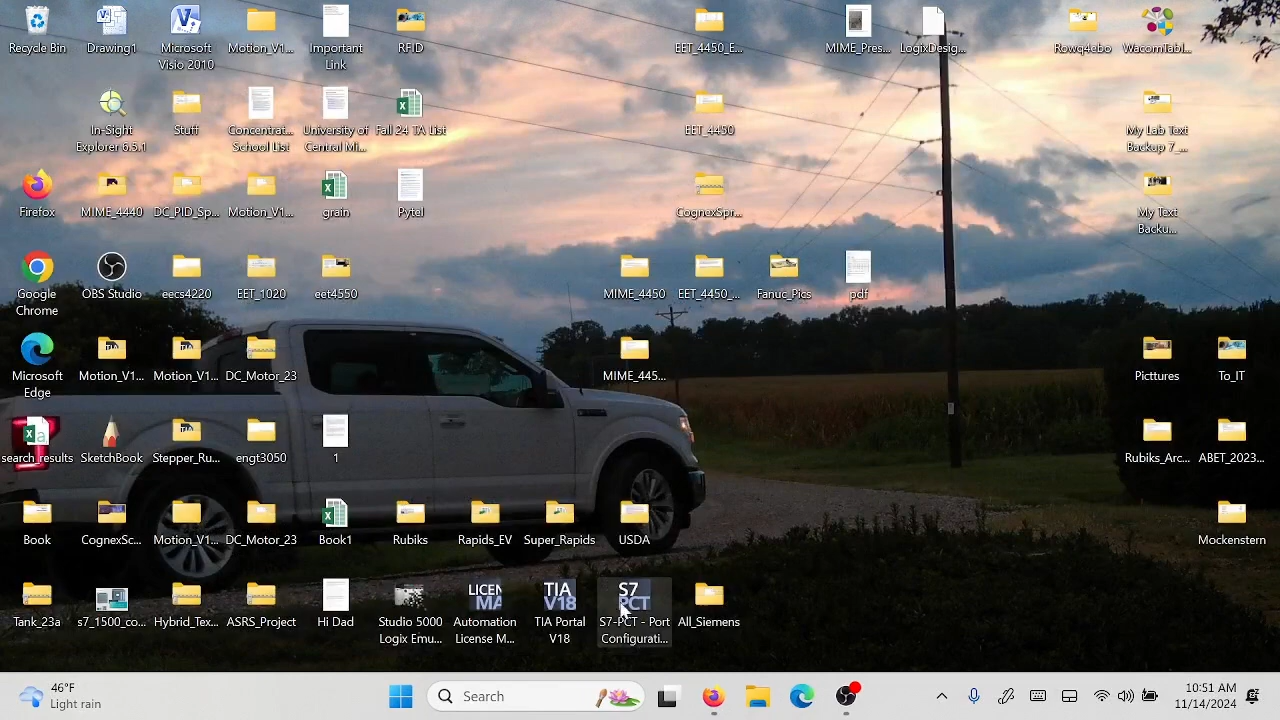 Recycle Bin
Drawing1
Microsoft
Visio 2010
Motion_V1...
Important
Link
RFID
EET_4450_E...
MIME_Pres...
LogixDesig...
WacomTabl...
In-Sight
Explorer 6.5.1
Stuff
Concentrat...
School List
University of
Central Mi...
Fall 24 TA List
EET_4450
My Lab Text
Backup 7_...
Firefox
MIME_4440
DC_PID_Sp...
Motion_V1...
grain
Pytel
CognexSpr...
My Text
Backu...
Google
Chrome
OBS Studio
eecs4220
EET_1020
eet4550
MIME_4450
EET_4450_...
Fanuc_Pics
pdf
Microsoft
Edge
Motion_V1...
Motion_V1...
DC_Motor_23
MIME_445...
Picttures
To_IT
search_results
SketchBook
Stepper_Ru...
engt3050
1
Rubiks_Arc...
ABET_2023...
Book
CognexSc...
Motion_V1...
DC_Motor_23
Book1
Rubiks
Rapids_EV
Super_Rapids
USDA
Mockenstein
Tank_23a
s7_1500_co...
Hybrid_Tex...
ASRS_Project
Hi Dad
Studio 5000
Logix Emu...
Automation
License M...
TIA
V18
TIA Portal
V18
S7
PCT
S7-PCT - Port
Configurati...
All_Siemens
46°F
Light rain
Search
10:51 AM
11/14/2024